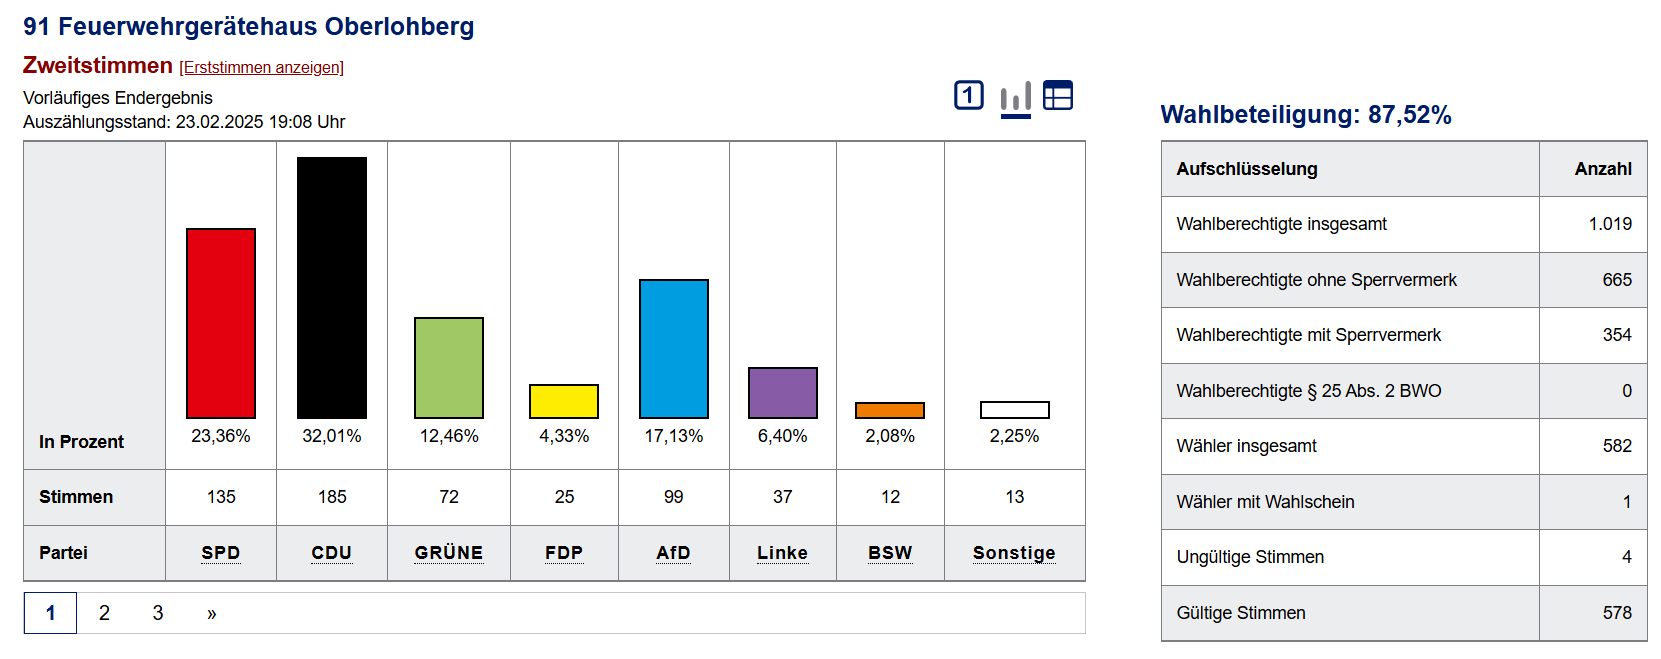 91 Feuerwehrgerätehaus Oberlohberg
Zweitstimmen [Erststimmen anzeigen]
Vorläufiges Endergebnis
Auszählungsstand: 23.02.2025 19:08 Uhr
1
In Prozent 23,36% 32,01% 12,46% 4,33% 17,13% 6,40% 2,08% 2,25%
Stimmen 135 185 72 25 99 37 12 13
Partei SPD CDU GRÜNE FDP AfD Linke BSW Sonstige
1 2 3 »
Wahlbeteiligung: 87,52%
Aufschlüsselung Anzahl
Wahlberechtigte insgesamt 1.019
Wahlberechtigte ohne Sperrvermerk 665
Wahlberechtigte mit Sperrvermerk 354
Wahlberechtigte § 25 Abs. 2 BWO 0
Wähler insgesamt 582
Wähler mit Wahlschein 1
Ungültige Stimmen 4
Gültige Stimmen 578